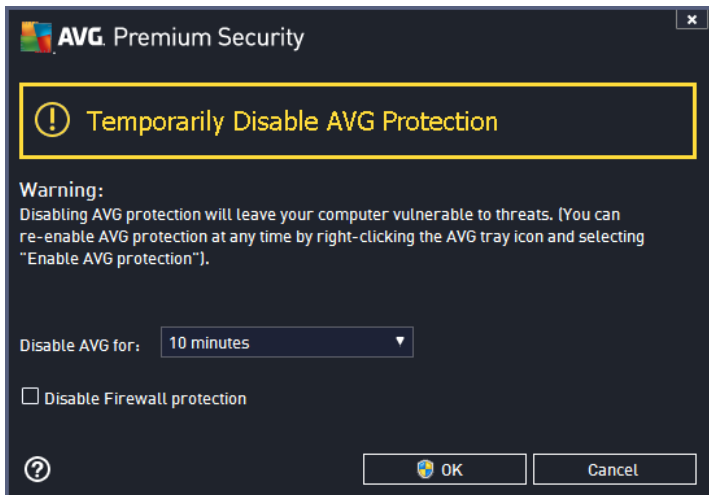 AVG. Premium Security
Temporarily Disable AVG Protection
Warning:
Disabling AVG protection will leave your computer vulnerable to threats. (You can
re-enable AVG protection at any time by right-clicking the AVG tray icon and selecting
"Enable AVG protection").
Disable AVG for: 10 minutes
Disable Firewall protection
OK Cancel